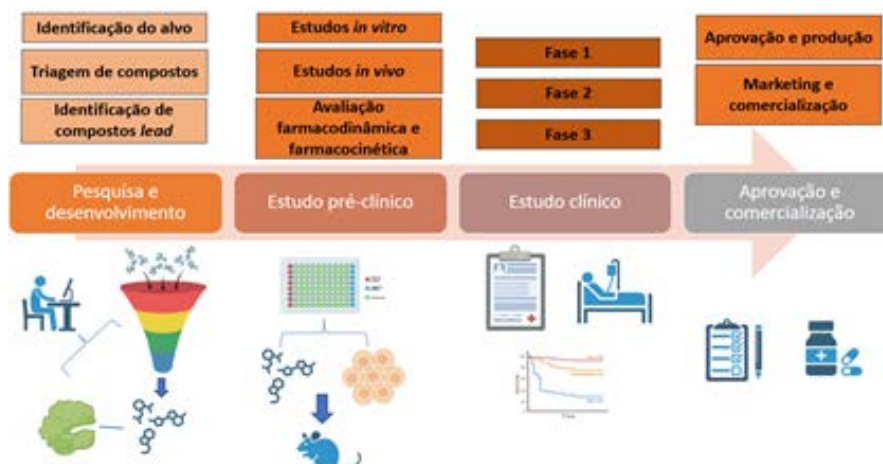 Identificação do alvo
Triagem de compostos
Identificação de
compostos lead
Estudos in vitro
Estudos in vivo
Avaliação
farmacodinâmica e
farmacocinética
Fase 1
Fase 2
Fase 3
Aprovação e produção
Marketing e
comercialização
Pesquisa e
desenvolvimento
Estudo pré-clínico
Estudo clínico
Aprovação e
comercialização